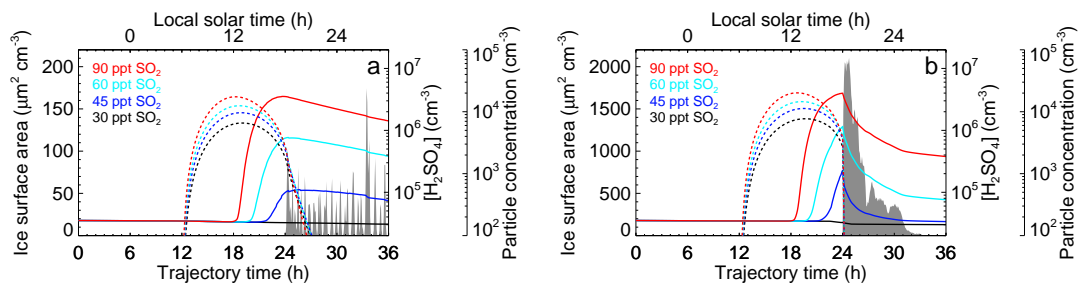 Local solar time (h)
0 12 24
a
90 ppt SO₂
60 ppt SO₂
45 ppt SO₂
30 ppt SO₂
Ice surface area (μm² cm⁻³)
200
150
100
50
0
[H₂SO₄] (cm⁻³)
10⁷
10⁶
10⁵
Particle concentration (cm⁻³)
10⁵
10⁴
10³
10²
0 6 12 18 24 30 36
Trajectory time (h)
Local solar time (h)
0 12 24
b
90 ppt SO₂
60 ppt SO₂
45 ppt SO₂
30 ppt SO₂
Ice surface area (μm² cm⁻³)
2000
1500
1000
500
0
[H₂SO₄] (cm⁻³)
10⁷
10⁶
10⁵
Particle concentration (cm⁻³)
10⁵
10⁴
10³
10²
0 6 12 18 24 30 36
Trajectory time (h)